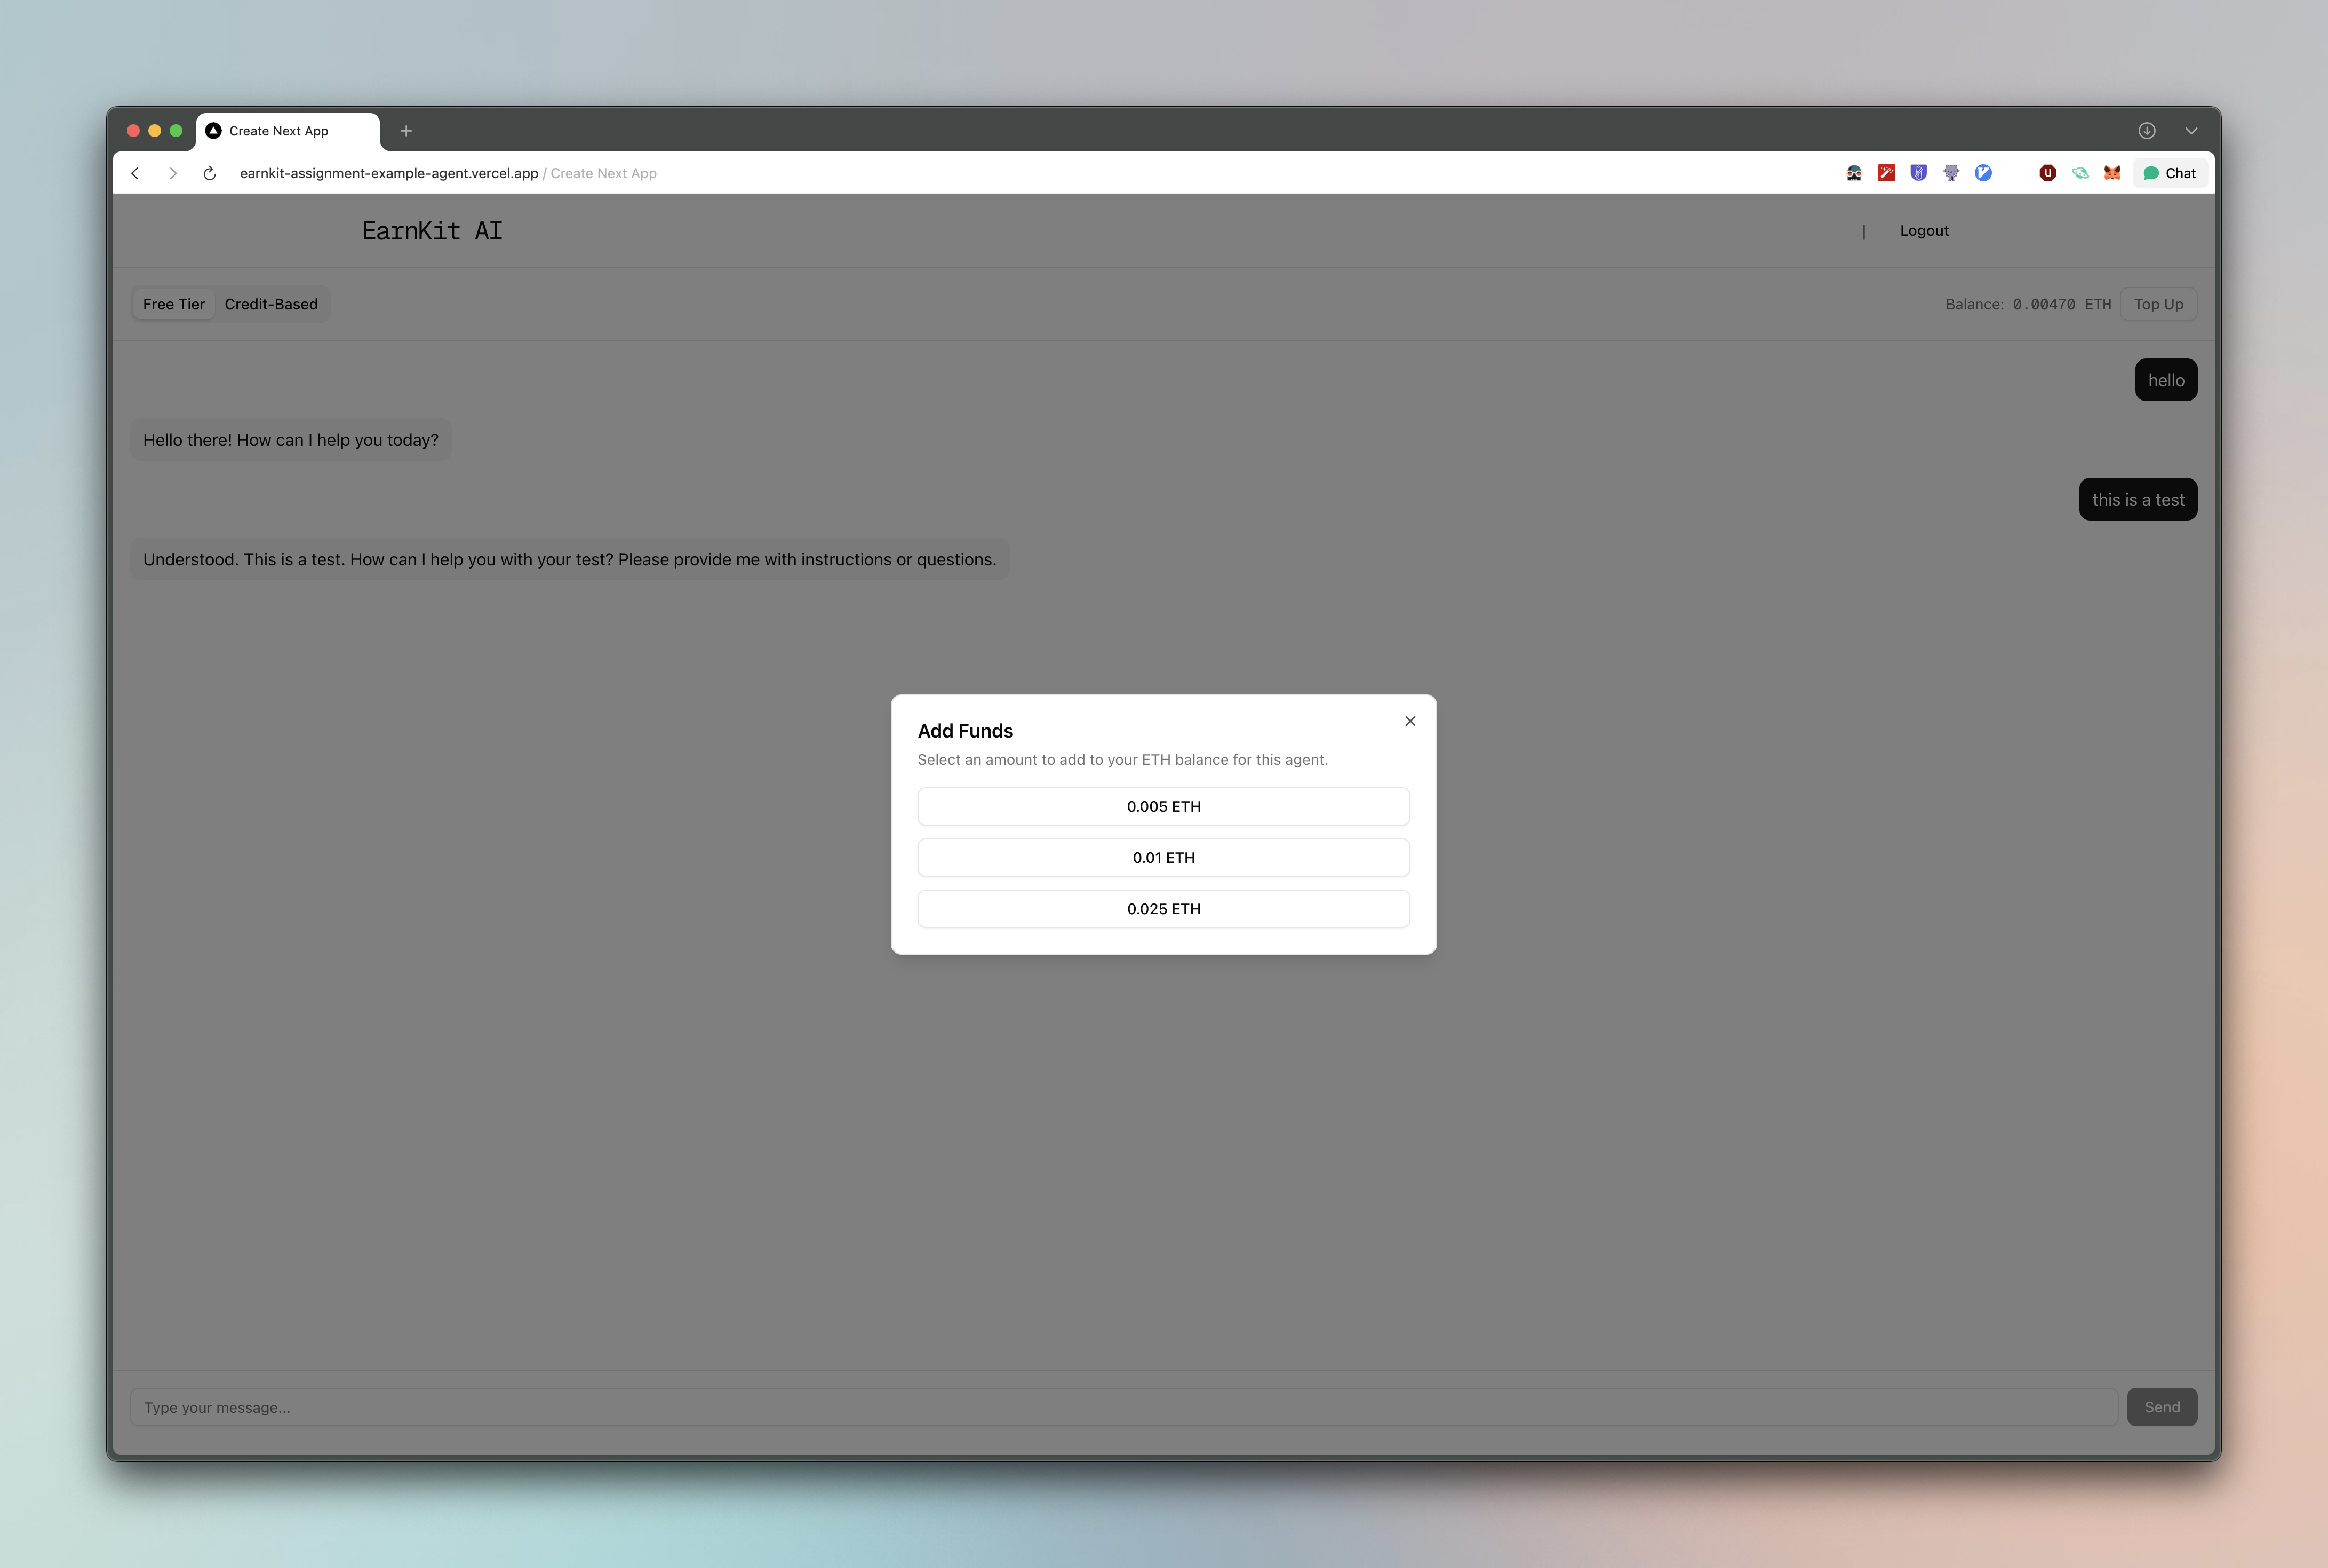 Create Next App
earnkit-assignment-example-agent.vercel.app / Create Next App
Chat
EarnKit AI
| Logout
Free Tier Credit-Based
Balance: 0.00470 ETH Top Up
hello
Hello there! How can I help you today?
this is a test
Understood. This is a test. How can I help you with your test? Please provide me with instructions or questions.
Add Funds
Select an amount to add to your ETH balance for this agent.
0.005 ETH
0.01 ETH
0.025 ETH
Type your message...
Send